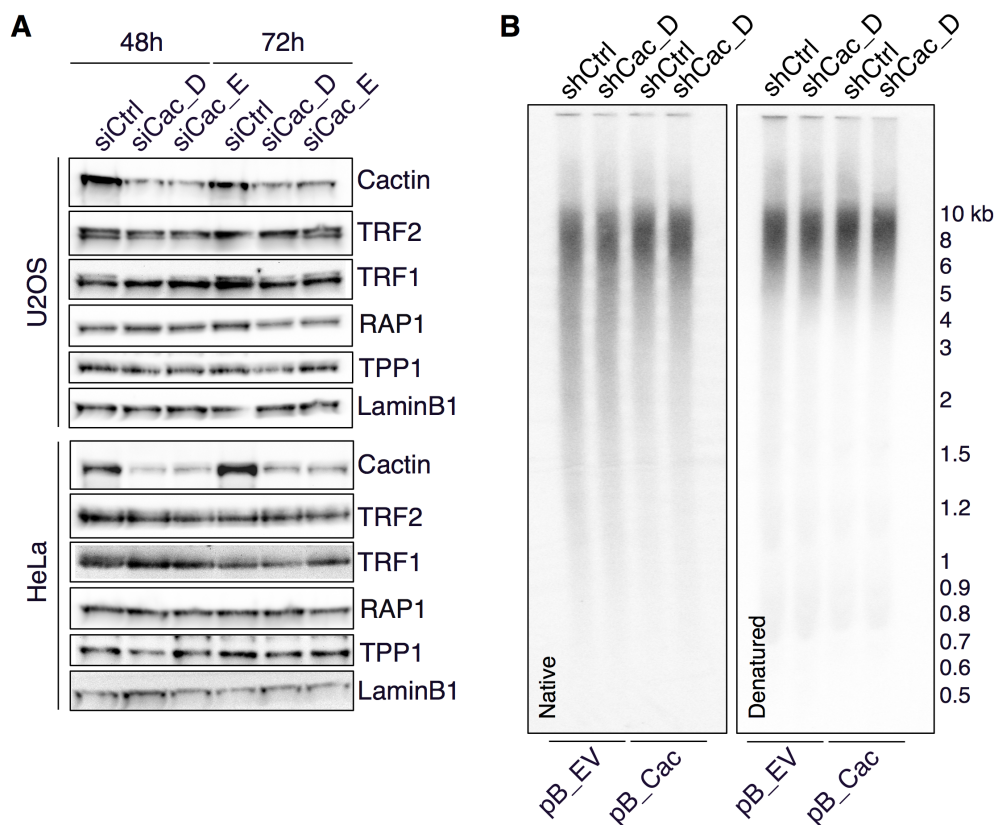 A
48h 72h
siCtrl siCac_D siCac_E siCtrl siCac_D siCac_E
U2OS
Cactin
TRF2
TRF1
RAP1
TPP1
LaminB1
HeLa
Cactin
TRF2
TRF1
RAP1
TPP1
LaminB1
B
shCtrl shCac_D shCtrl shCac_D shCtrl shCac_D shCtrl shCac_D
10 kb
8
6
5
4
3
2
1.5
1.2
1
0.9
0.8
0.7
0.6
0.5
Native Denatured
pB_EV pB_Cac pB_EV pB_Cac